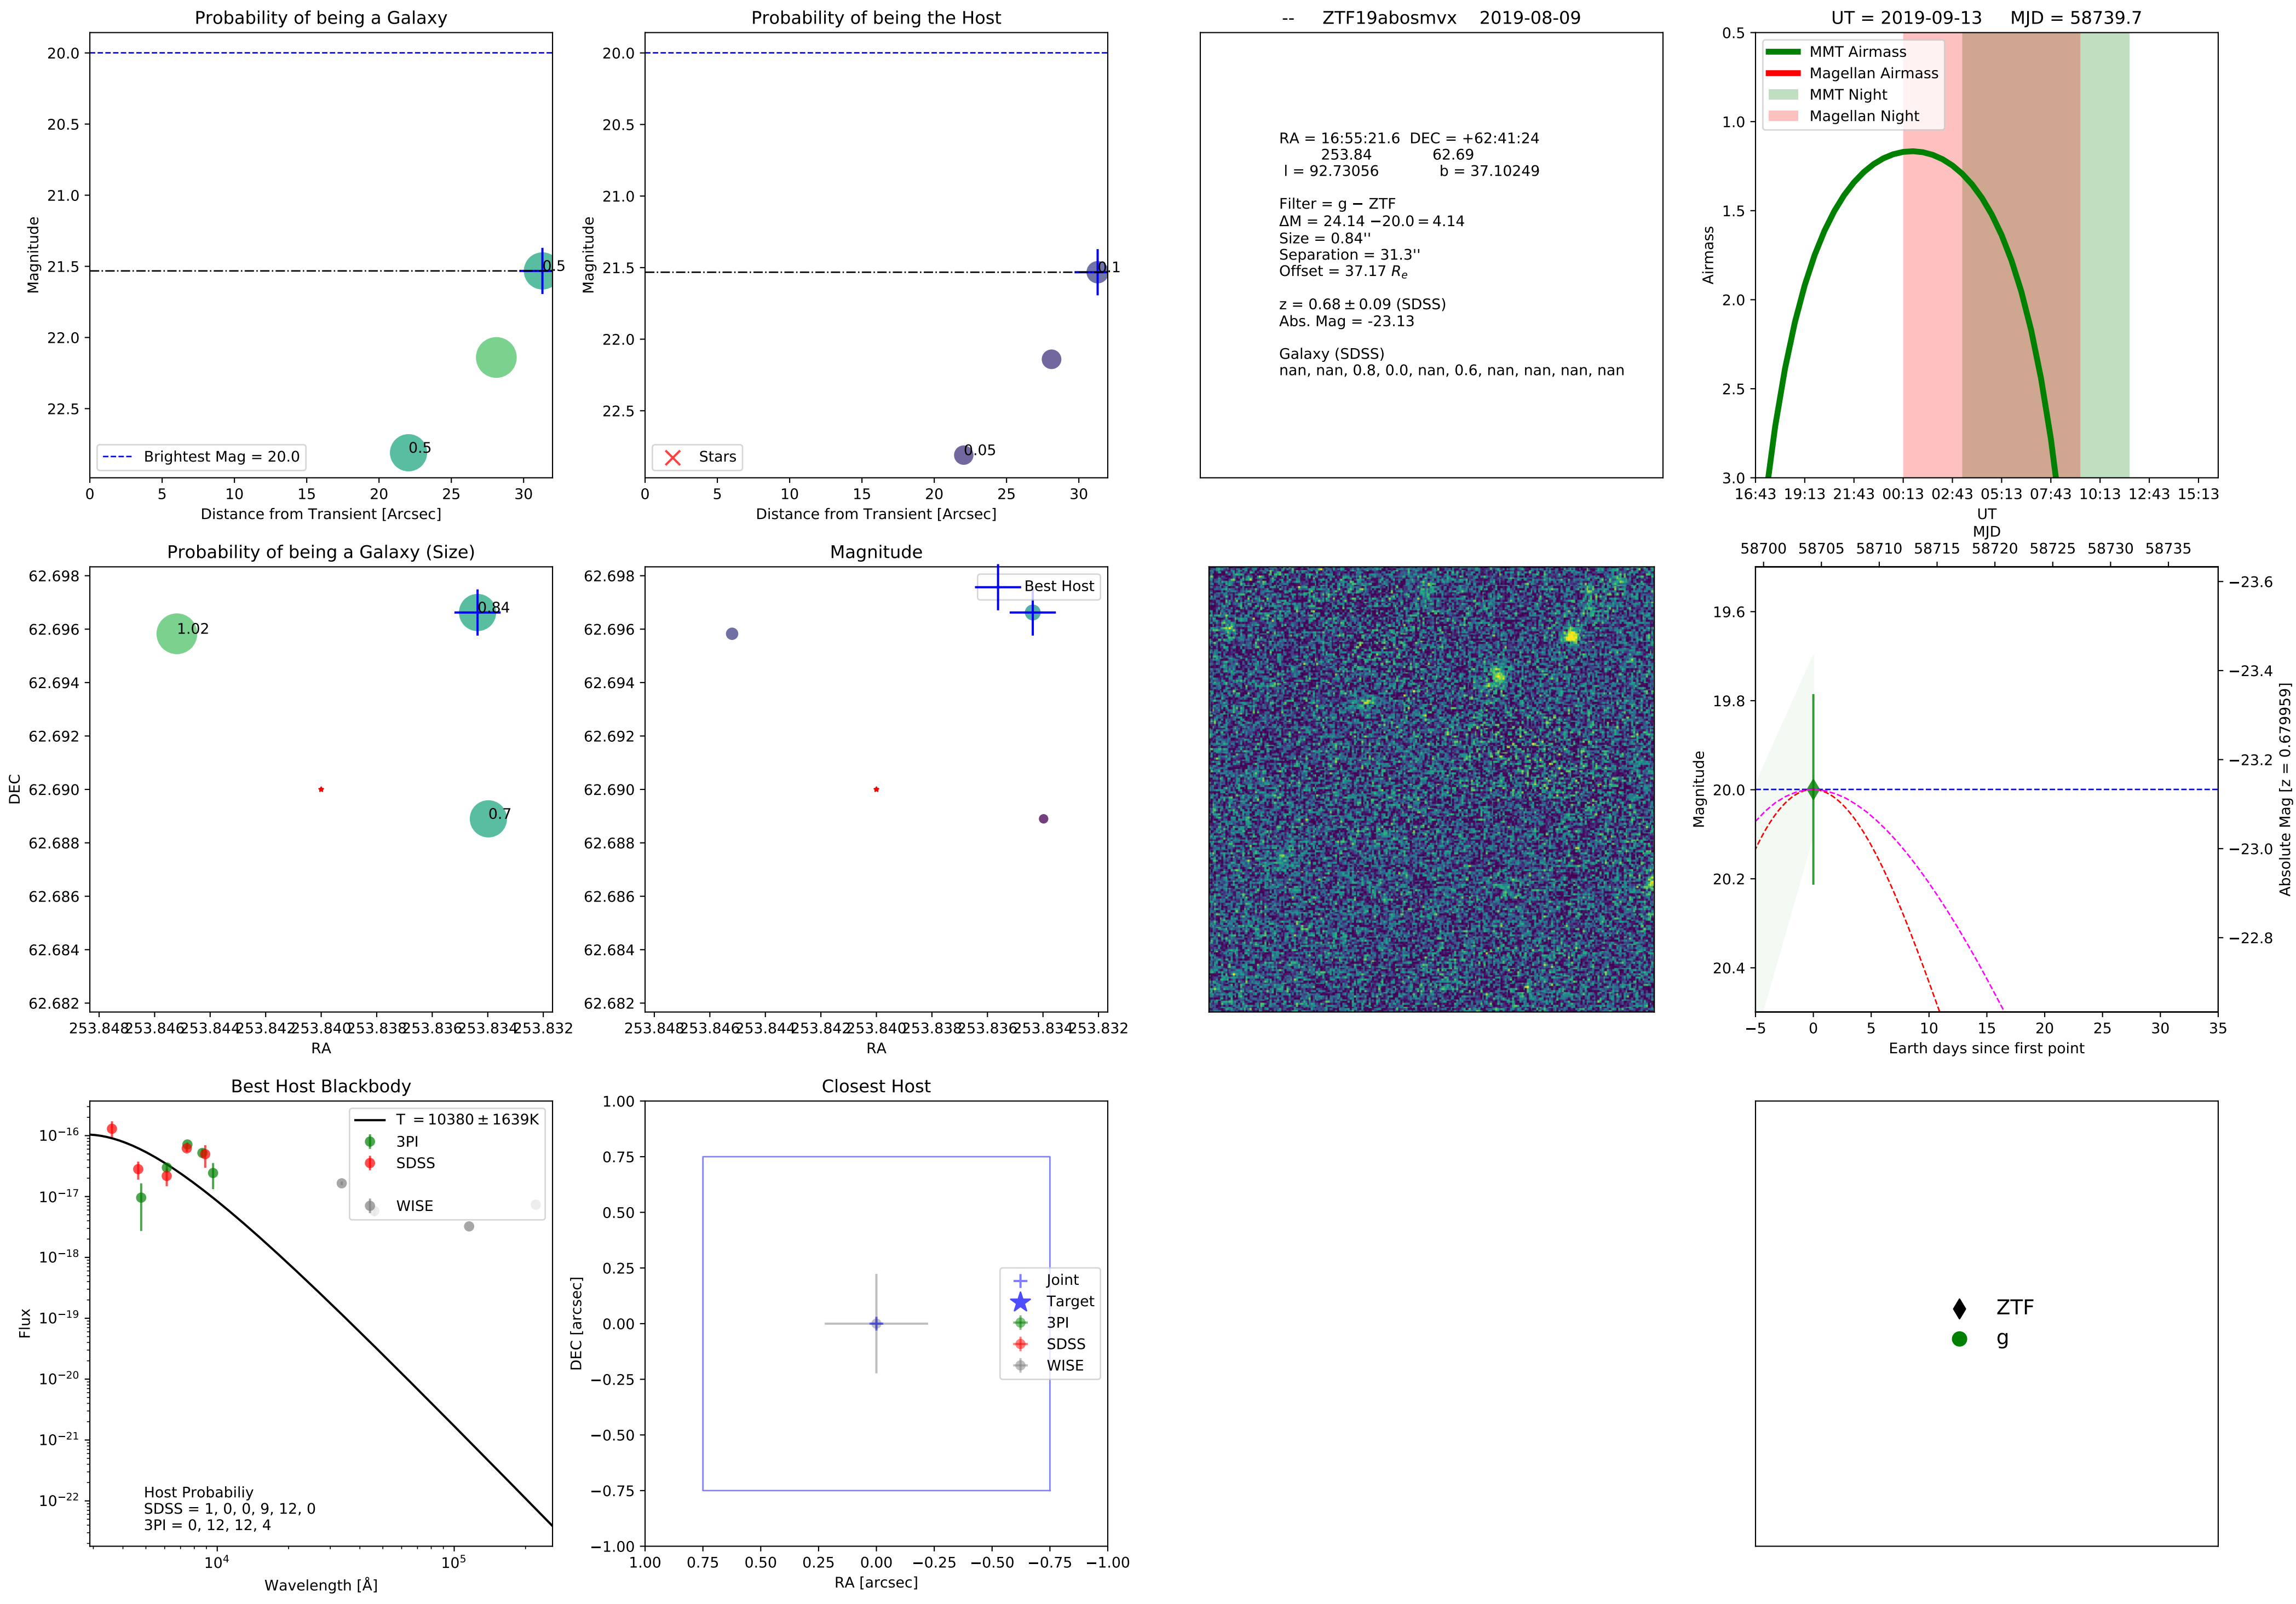 Probability of being a Galaxy
20.0
20.5
21.0
21.5
22.0
22.5
Magnitude
0.5
0.5
Brightest Mag = 20.0
0 5 10 15 20 25 30
Distance from Transient [Arcsec]
Probability of being the Host
20.0
20.5
21.0
21.5
22.0
22.5
Magnitude
0.1
0.05
Stars
0 5 10 15 20 25 30
Distance from Transient [Arcsec]
-- ZTF19abosmvx 2019-08-09
RA = 16:55:21.6 DEC = +62:41:24
253.84 62.69
l = 92.73056 b = 37.10249
Filter = g − ZTF
ΔM = 24.14 −20.0 = 4.14
Size = 0.84''
Separation = 31.3''
Offset = 37.17 Re
z = 0.68 ± 0.09 (SDSS)
Abs. Mag = -23.13
Galaxy (SDSS)
nan, nan, 0.8, 0.0, nan, 0.6, nan, nan, nan, nan
UT = 2019-09-13 MJD = 58739.7
0.5
1.0
1.5
2.0
2.5
3.0
Airmass
MMT Airmass
Magellan Airmass
MMT Night
Magellan Night
16:43 19:13 21:43 00:13 02:43 05:13 07:43 10:13 12:43 15:13
UT
Probability of being a Galaxy (Size)
62.698
62.696
62.694
62.692
62.690
62.688
62.686
62.684
62.682
DEC
0.84
1.02
0.7
253.848 253.846 253.844 253.842 253.840 253.838 253.836 253.834 253.832
RA
Magnitude
62.698
62.696
62.694
62.692
62.690
62.688
62.686
62.684
62.682
Best Host
253.848 253.846 253.844 253.842 253.840 253.838 253.836 253.834 253.832
RA
MJD
58700 58705 58710 58715 58720 58725 58730 58735
19.6
19.8
20.0
20.2
20.4
Magnitude
−23.6
−23.4
−23.2
−23.0
−22.8
Absolute Mag [z = 0.679959]
−5 0 5 10 15 20 25 30 35
Earth days since first point
Best Host Blackbody
10−16
10−17
10−18
10−19
10−20
10−21
10−22
Flux
T = 10380 ± 1639K
3PI
SDSS
WISE
Host Probabiliy
SDSS = 1, 0, 0, 9, 12, 0
3PI = 0, 12, 12, 4
10⁴ 10⁵
Wavelength [Å]
Closest Host
1.00
0.75
0.50
0.25
0.00
−0.25
−0.50
−0.75
−1.00
DEC [arcsec]
Joint
Target
3PI
SDSS
WISE
1.00 0.75 0.50 0.25 0.00 −0.25 −0.50 −0.75 −1.00
RA [arcsec]
ZTF
g